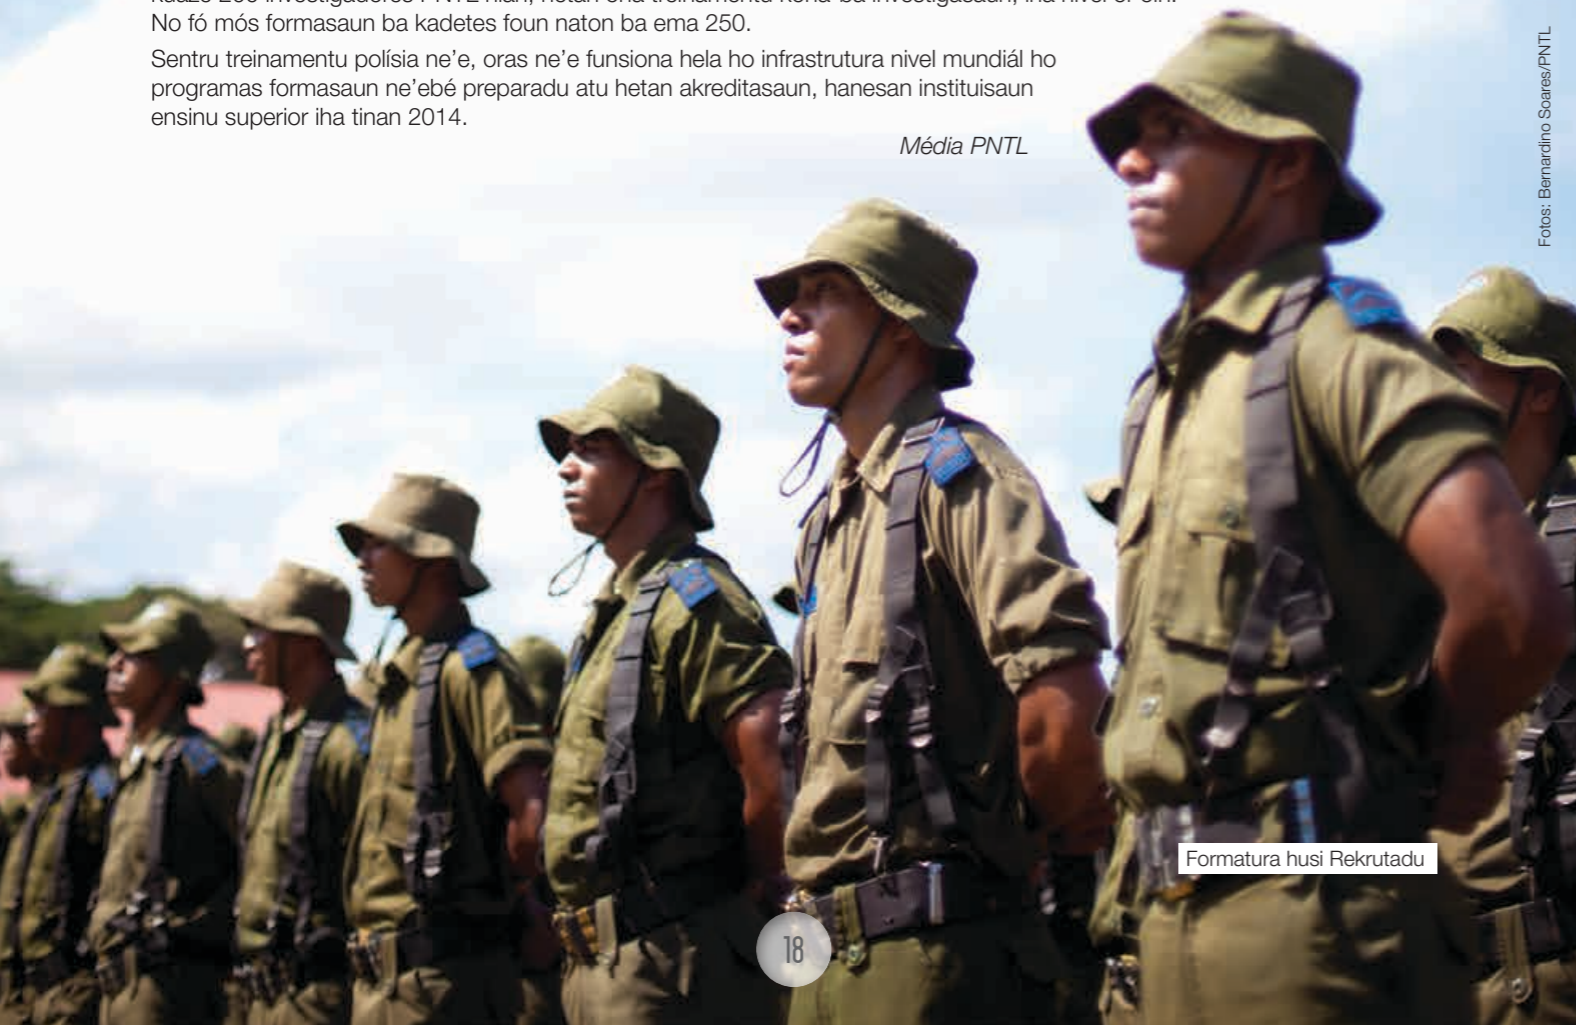 No fó mós formasaun ba kadetes foun naton ba ema 250.
Sentru treinamentu polísia ne’e, oras ne’e funsiona hela ho infrastrutura nivel mundiál ho
programas formasaun ne’ebé preparadu atu hetan akreditasaun, hanesan instituisaun
ensinu superior iha tinan 2014.
Média PNTL
Fotos: Bernardino Soares/PNTL
Formatura husi Rekrutadu
18